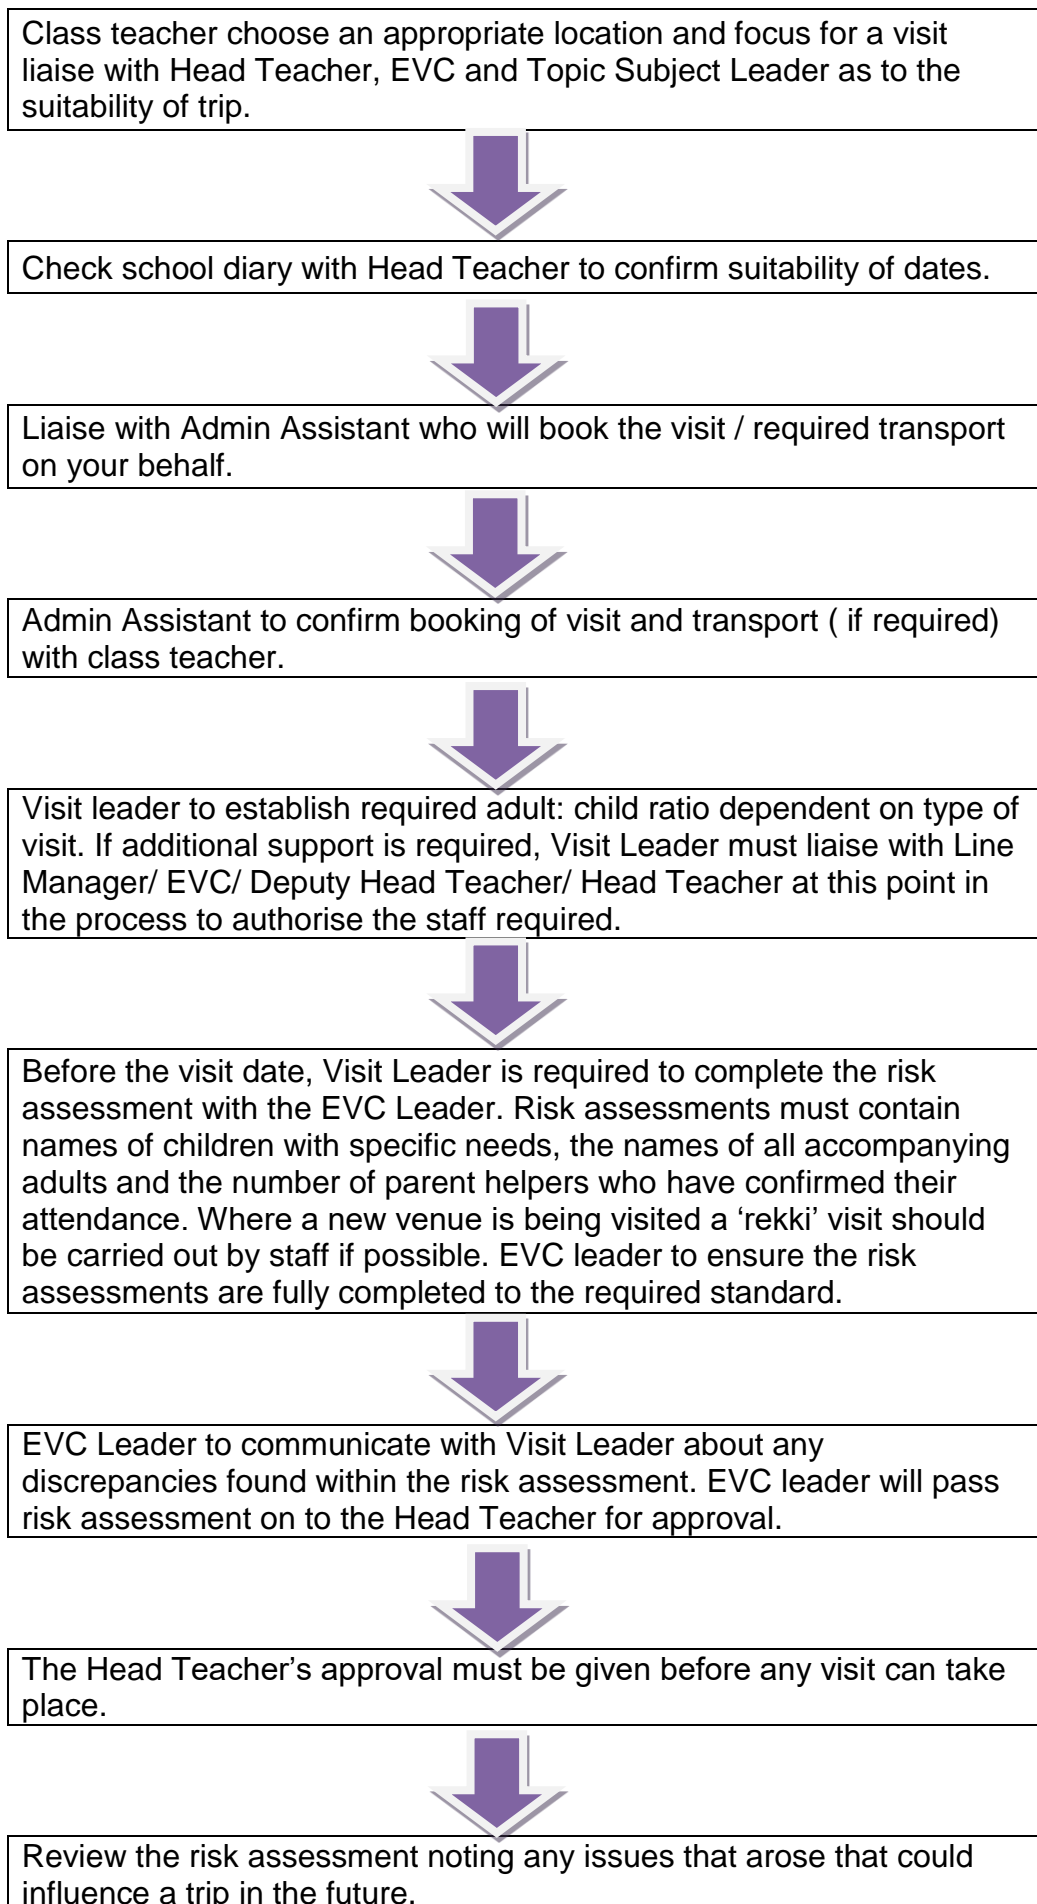 Class teacher choose an appropriate location and focus for a visit
liaise with Head Teacher, EVC and Topic Subject Leader as to the
suitability of trip.
Check school diary with Head Teacher to confirm suitability of dates.
Liaise with Admin Assistant who will book the visit / required transport
on your behalf.
Admin Assistant to confirm booking of visit and transport ( if required)
with class teacher.
Visit leader to establish required adult: child ratio dependent on type of
visit. If additional support is required, Visit Leader must liaise with Line
Manager/ EVC/ Deputy Head Teacher/ Head Teacher at this point in
the process to authorise the staff required.
Before the visit date, Visit Leader is required to complete the risk
assessment with the EVC Leader. Risk assessments must contain
names of children with specific needs, the names of all accompanying
adults and the number of parent helpers who have confirmed their
attendance. Where a new venue is being visited a ‘rekki’ visit should
be carried out by staff if possible. EVC leader to ensure the risk
assessments are fully completed to the required standard.
EVC Leader to communicate with Visit Leader about any
discrepancies found within the risk assessment. EVC leader will pass
risk assessment on to the Head Teacher for approval.
The Head Teacher’s approval must be given before any visit can take
place.
Review the risk assessment noting any issues that arose that could
influence a trip in the future.